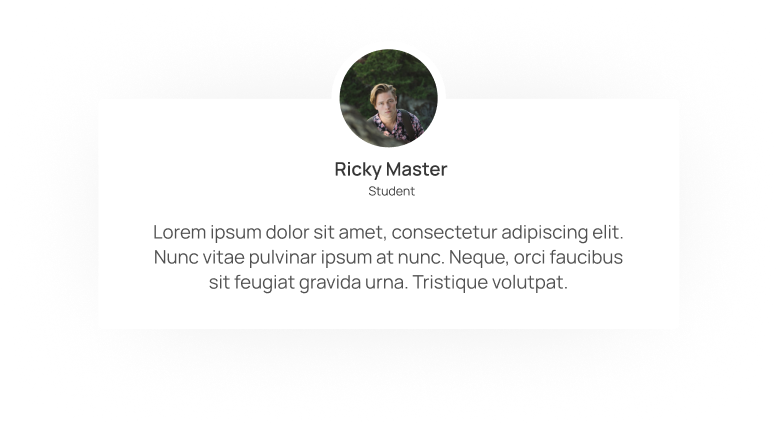 Ricky Master
Student
Lorem ipsum dolor sit amet, consectetur adipiscing elit.
Nunc vitae pulvinar ipsum at nunc. Neque, orci faucibus
sit feugiat gravida urna. Tristique volutpat.